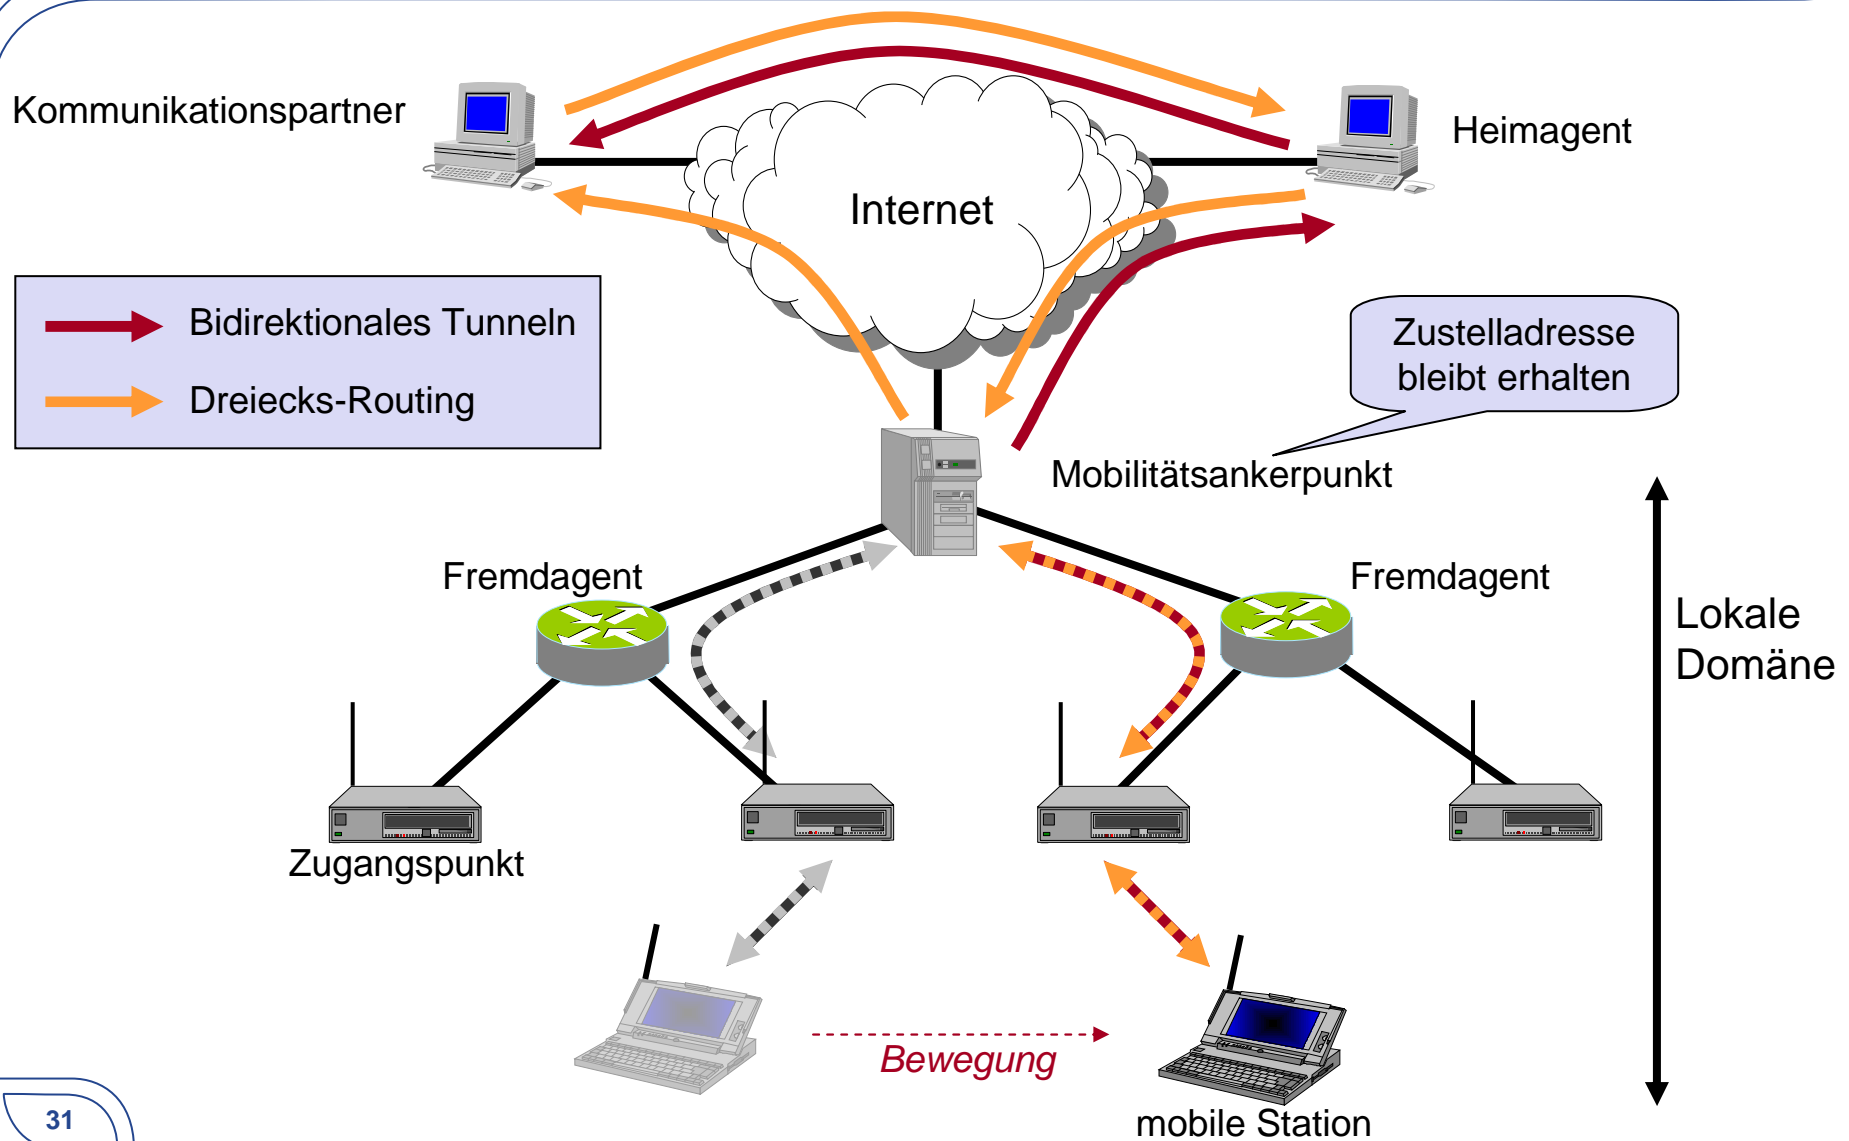 Kommunikationspartner
Heimagent
Internet
Bidirektionales Tunneln
Dreiecks-Routing
Zustelladresse
bleibt erhalten
Mobilitätsankerpunkt
Fremdagent
Fremdagent
Lokale
Domäne
Zugangspunkt
Bewegung
mobile Station
31